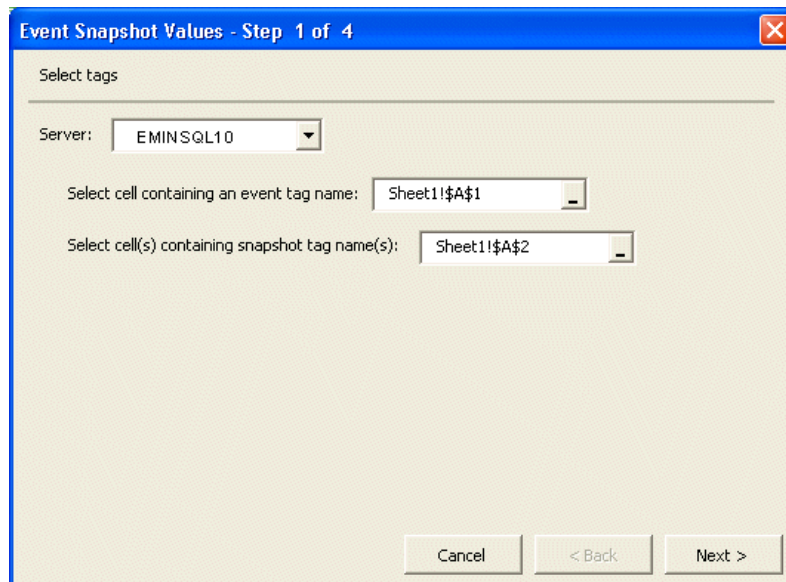 Event Snapshot Values - Step 1 of 4
Select tags
Server: EMINSQL10
Select cell containing an event tag name: Sheet1!$A$1
Select cell(s) containing snapshot tag name(s): Sheet1!$A$2
Cancel < Back Next >